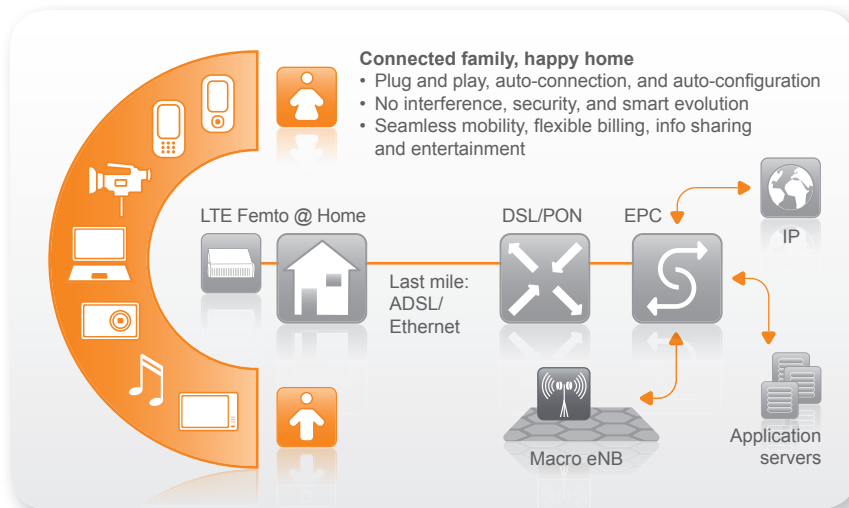 Connected family, happy home
• Plug and play, auto-connection, and auto-configuration
• No interference, security, and smart evolution
• Seamless mobility, flexible billing, info sharing
and entertainment
LTE Femto @ Home
DSL/PON
EPC
IP
Last mile:
ADSL/
Ethernet
Macro eNB
Application
servers